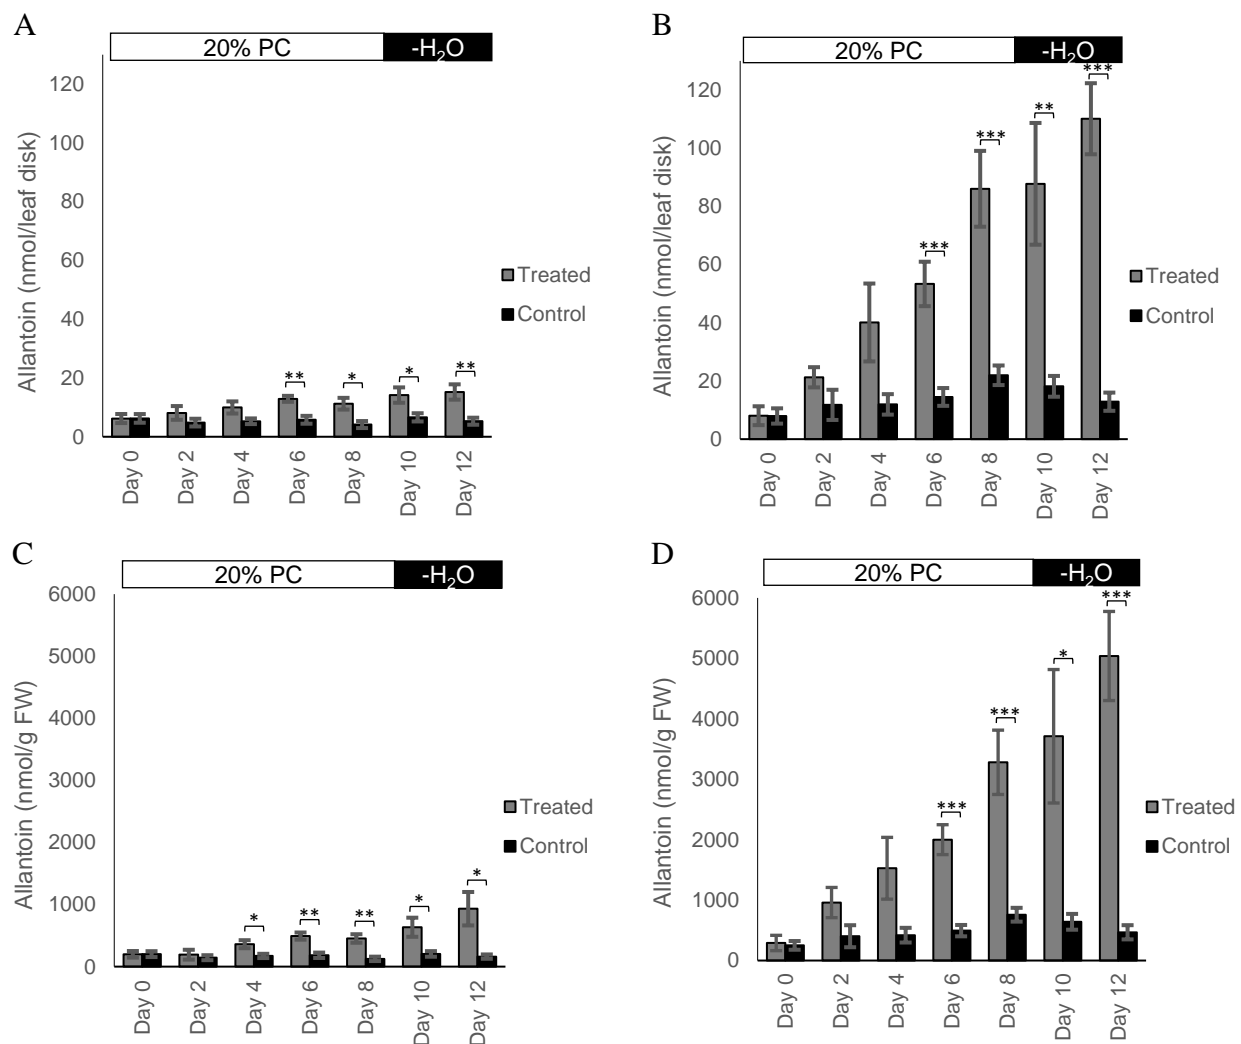 A
20% PC
-H₂O
Allantoin (nmol/leaf disk)
120
100
80
60
40
20
0
**
*
*
**
Day 0
Day 2
Day 4
Day 6
Day 8
Day 10
Day 12
Treated
Control
B
20% PC
-H₂O
Allantoin (nmol/leaf disk)
120
100
80
60
40
20
0
***
***
**
***
Day 0
Day 2
Day 4
Day 6
Day 8
Day 10
Day 12
Treated
Control
C
20% PC
-H₂O
Allantoin (nmol/g FW)
6000
5000
4000
3000
2000
1000
0
*
**
**
*
*
Day 0
Day 2
Day 4
Day 6
Day 8
Day 10
Day 12
Treated
Control
D
20% PC
-H₂O
Allantoin (nmol/g FW)
6000
5000
4000
3000
2000
1000
0
***
***
*
***
Day 0
Day 2
Day 4
Day 6
Day 8
Day 10
Day 12
Treated
Control